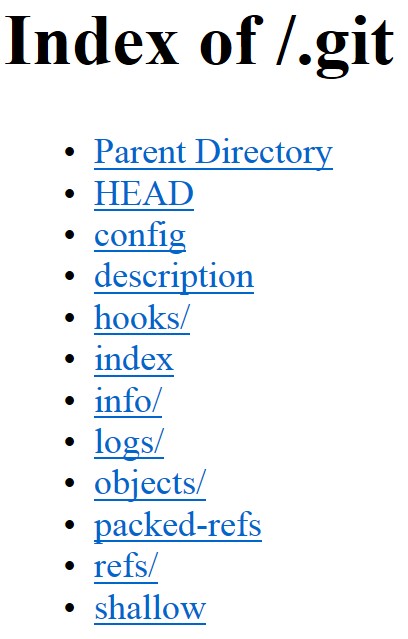 Index of /.git
Parent Directory
HEAD
config
description
hooks/
index
info/
logs/
objects/
packed-refs
refs/
shallow